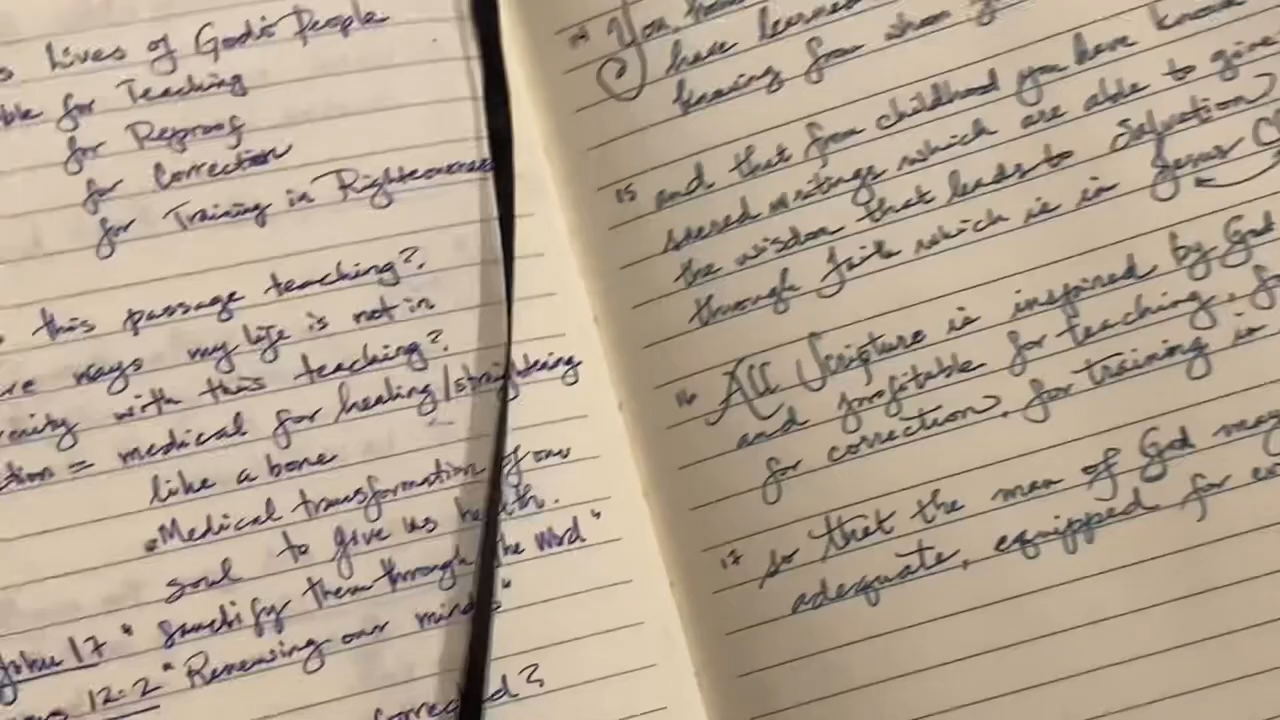 Lives of God's People
for Teaching
for Reproof
for Correction
for Training in Righteousness
this passage teaching?
ways my life is not in
with this teaching?
= medical for healing/straightning
like a bone
Medical transformation of our
soul to give us health.
John 17 "Sanctify them through the Word"
12:2 "Renewing our minds"
14 You
have learned
from whom
15 and that from childhood you have
sacred writings which are able to give
the wisdom that leads to Salvation
through faith which is in Jesus
16 All Scripture is inspired by God
and profitable for teaching,
for correction, for training in
17 so that the man of God may
adequate, equipped for